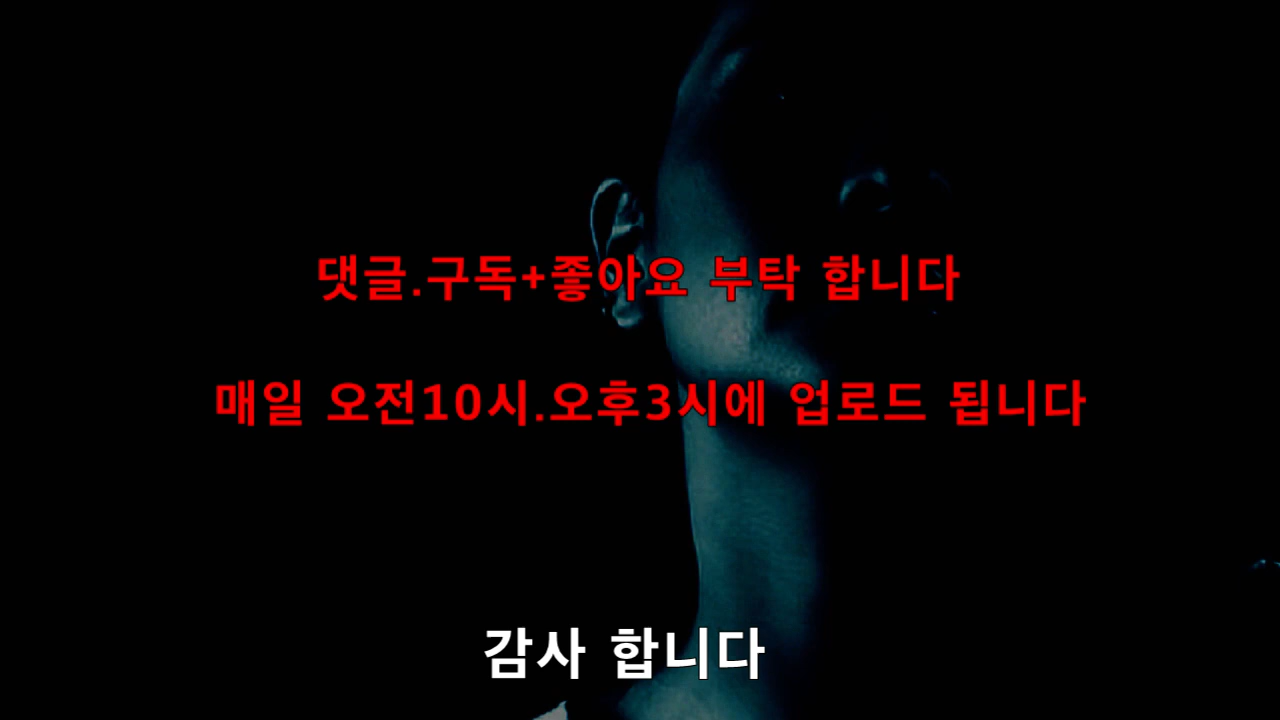 댓글.구독+좋아요 부탁 합니다
매일 오전10시.오후3시에 업로드 됩니다
감사 합니다